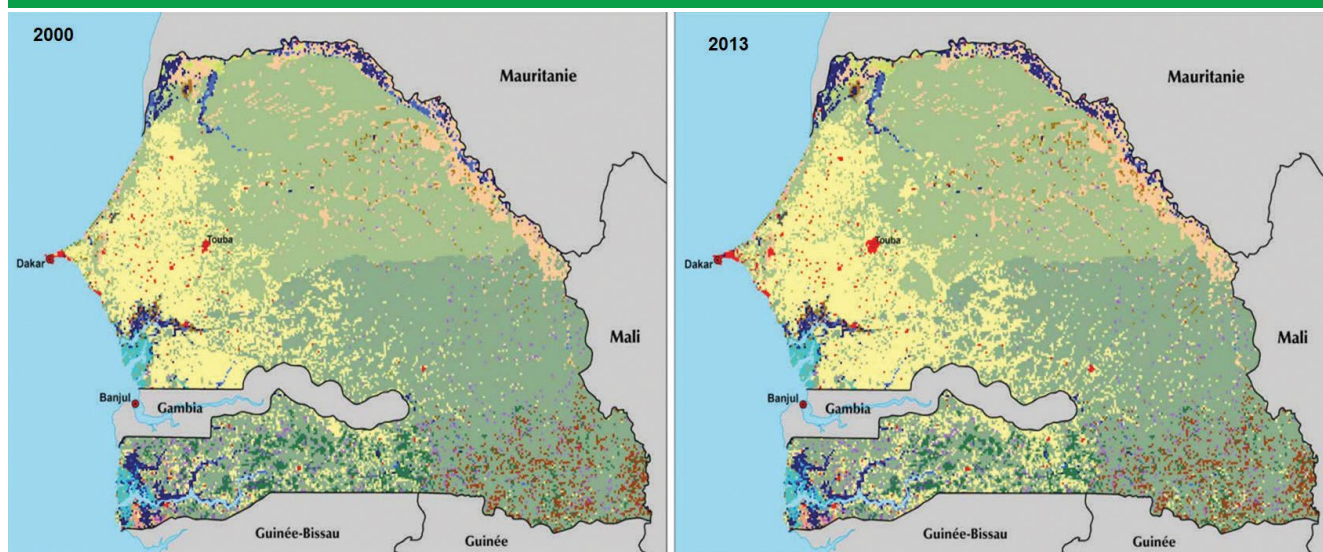 2000
Mauritanie
Touba
Dakar
Mali
Banjul
Gambia
Guinée-Bissau
Guinée
2013
Mauritanie
Touba
Dakar
Mali
Banjul
Gambia
Guinée-Bissau
Guinée